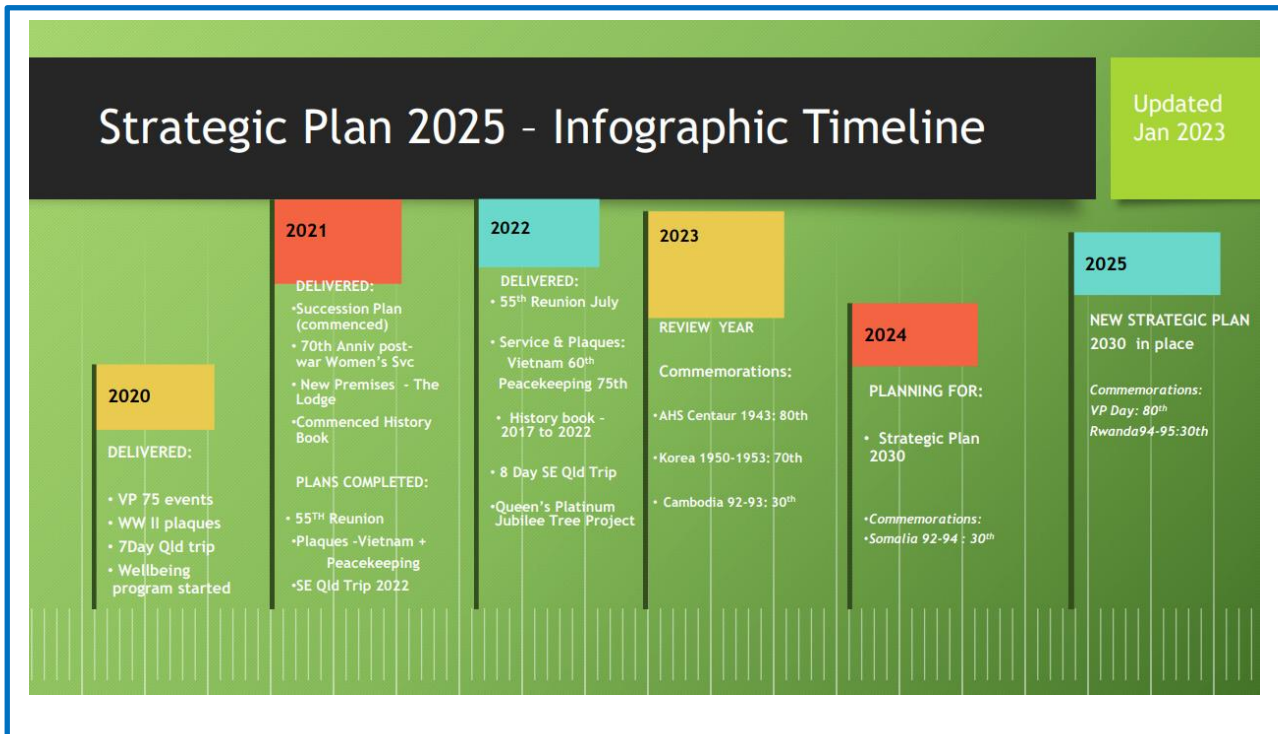 Strategic Plan 2025 – Infographic Timeline
Updated
Jan 2023
2020
DELIVERED:
• VP 75 events
• WW II plaques
• 7Day Qld trip
• Wellbeing
program started
2021
DELIVERED:
•Succession Plan
(commenced)
• 70th Anniv post-
war Women's Svc
• New Premises - The
Lodge
•Commenced History
Book
PLANS COMPLETED:
• 55TH Reunion
•Plaques -Vietnam +
Peacekeeping
•SE Qld Trip 2022
2022
DELIVERED:
• 55th Reunion July
• Service & Plaques:
Vietnam 60th
Peacekeeping 75th
• History book –
2017 to 2022
• 8 Day SE Qld Trip
•Queen's Platinum
Jubilee Tree Project
2023
REVIEW YEAR
Commemorations:
•AHS Centaur 1943: 80th
•Korea 1950-1953: 70th
• Cambodia 92-93: 30th
2024
PLANNING FOR:
• Strategic Plan
2030
•Commemorations:
•Somalia 92-94 : 30th
2025
NEW STRATEGIC PLAN
2030 in place
Commemorations:
VP Day: 80th
Rwanda94-95:30th